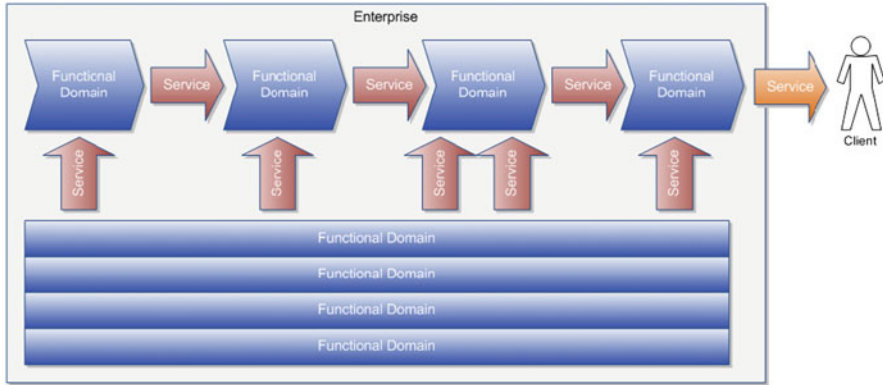 Enterprise
Functional
Domain
Service
Functional
Domain
Service
Functional
Domain
Service
Functional
Domain
Service
Client
Service
Service
Service
Service
Service
Functional Domain
Functional Domain
Functional Domain
Functional Domain